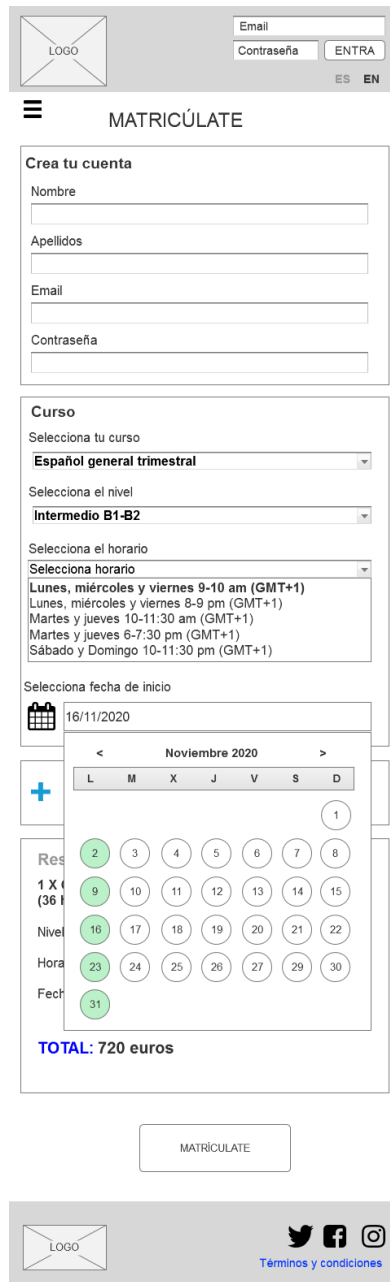 LOGO
Email
Contraseña ENTRA
ES EN
MATRICÚLATE
Crea tu cuenta
Nombre
Apellidos
Email
Contraseña
Curso
Selecciona tu curso
Español general trimestral
Selecciona el nivel
Intermedio B1-B2
Selecciona el horario
Selecciona horario
Lunes, miércoles y viernes 9-10 am (GMT+1)
Lunes, miércoles y viernes 8-9 pm (GMT+1)
Martes y jueves 10-11:30 am (GMT+1)
Martes y jueves 6-7:30 pm (GMT+1)
Sábado y Domingo 10-11:30 pm (GMT+1)
Selecciona fecha de inicio
16/11/2020
< Noviembre 2020 >
L M X J V S D
1
2 3 4 5 6 7 8
9 10 11 12 13 14 15
16 17 18 19 20 21 22
23 24 25 26 27 29 30
31
Res
1 X
(36
Nivel
Hora
Fech
TOTAL: 720 euros
MATRÍCULATE
LOGO
Términos y condiciones